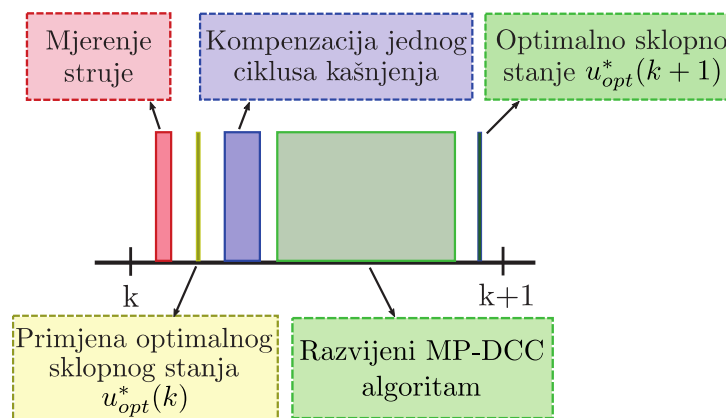 Mjerenje
struje
Kompenzacija jednog
ciklusa kašnjenja
Optimalno sklopno
stanje $u^*_{opt}(k+1)$
k
k+1
Primjena optimalnog
sklopnog stanja
$u^*_{opt}(k)$
Razvijeni MP-DCC
algoritam